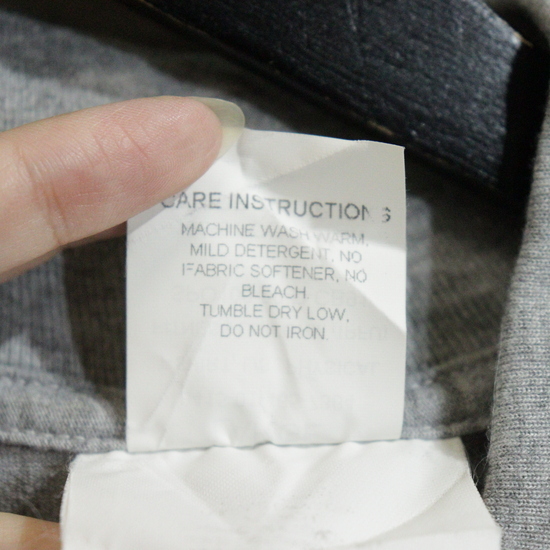 CARE INSTRUCTIONS
MACHINE WASH WARM,
MILD DETERGENT, NO
FABRIC SOFTENER, NO
BLEACH.
TUMBLE DRY LOW,
DO NOT IRON.